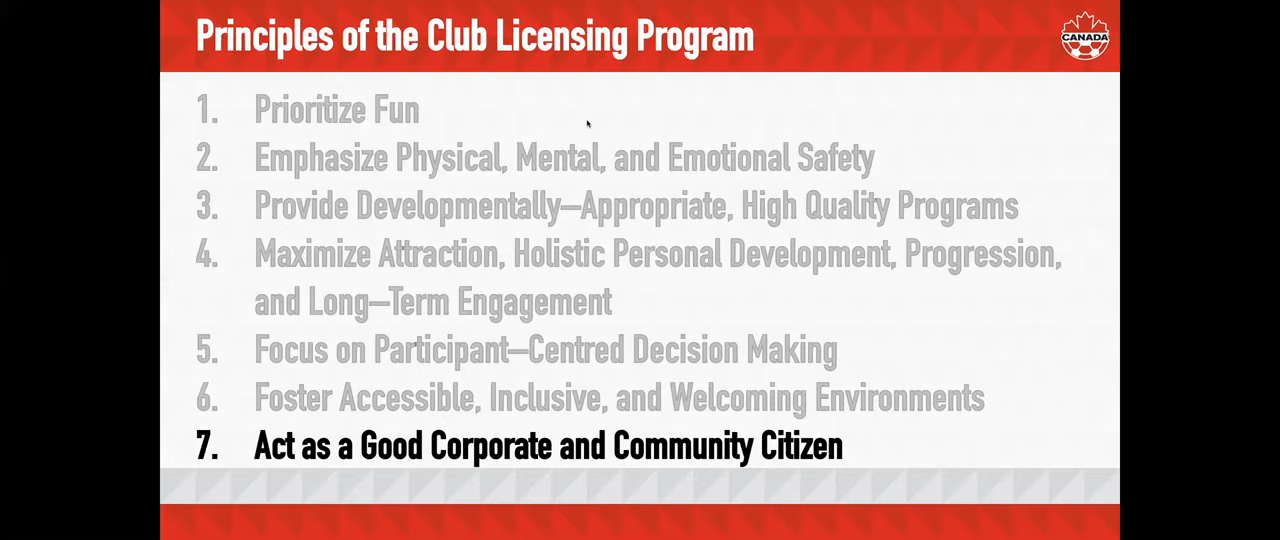 Principles of the Club Licensing Program
CANADA
1. Prioritize Fun
2. Emphasize Physical, Mental, and Emotional Safety
3. Provide Developmentally–Appropriate, High Quality Programs
4. Maximize Attraction, Holistic Personal Development, Progression,
and Long–Term Engagement
5. Focus on Participant–Centred Decision Making
6. Foster Accessible, Inclusive, and Welcoming Environments
7. Act as a Good Corporate and Community Citizen